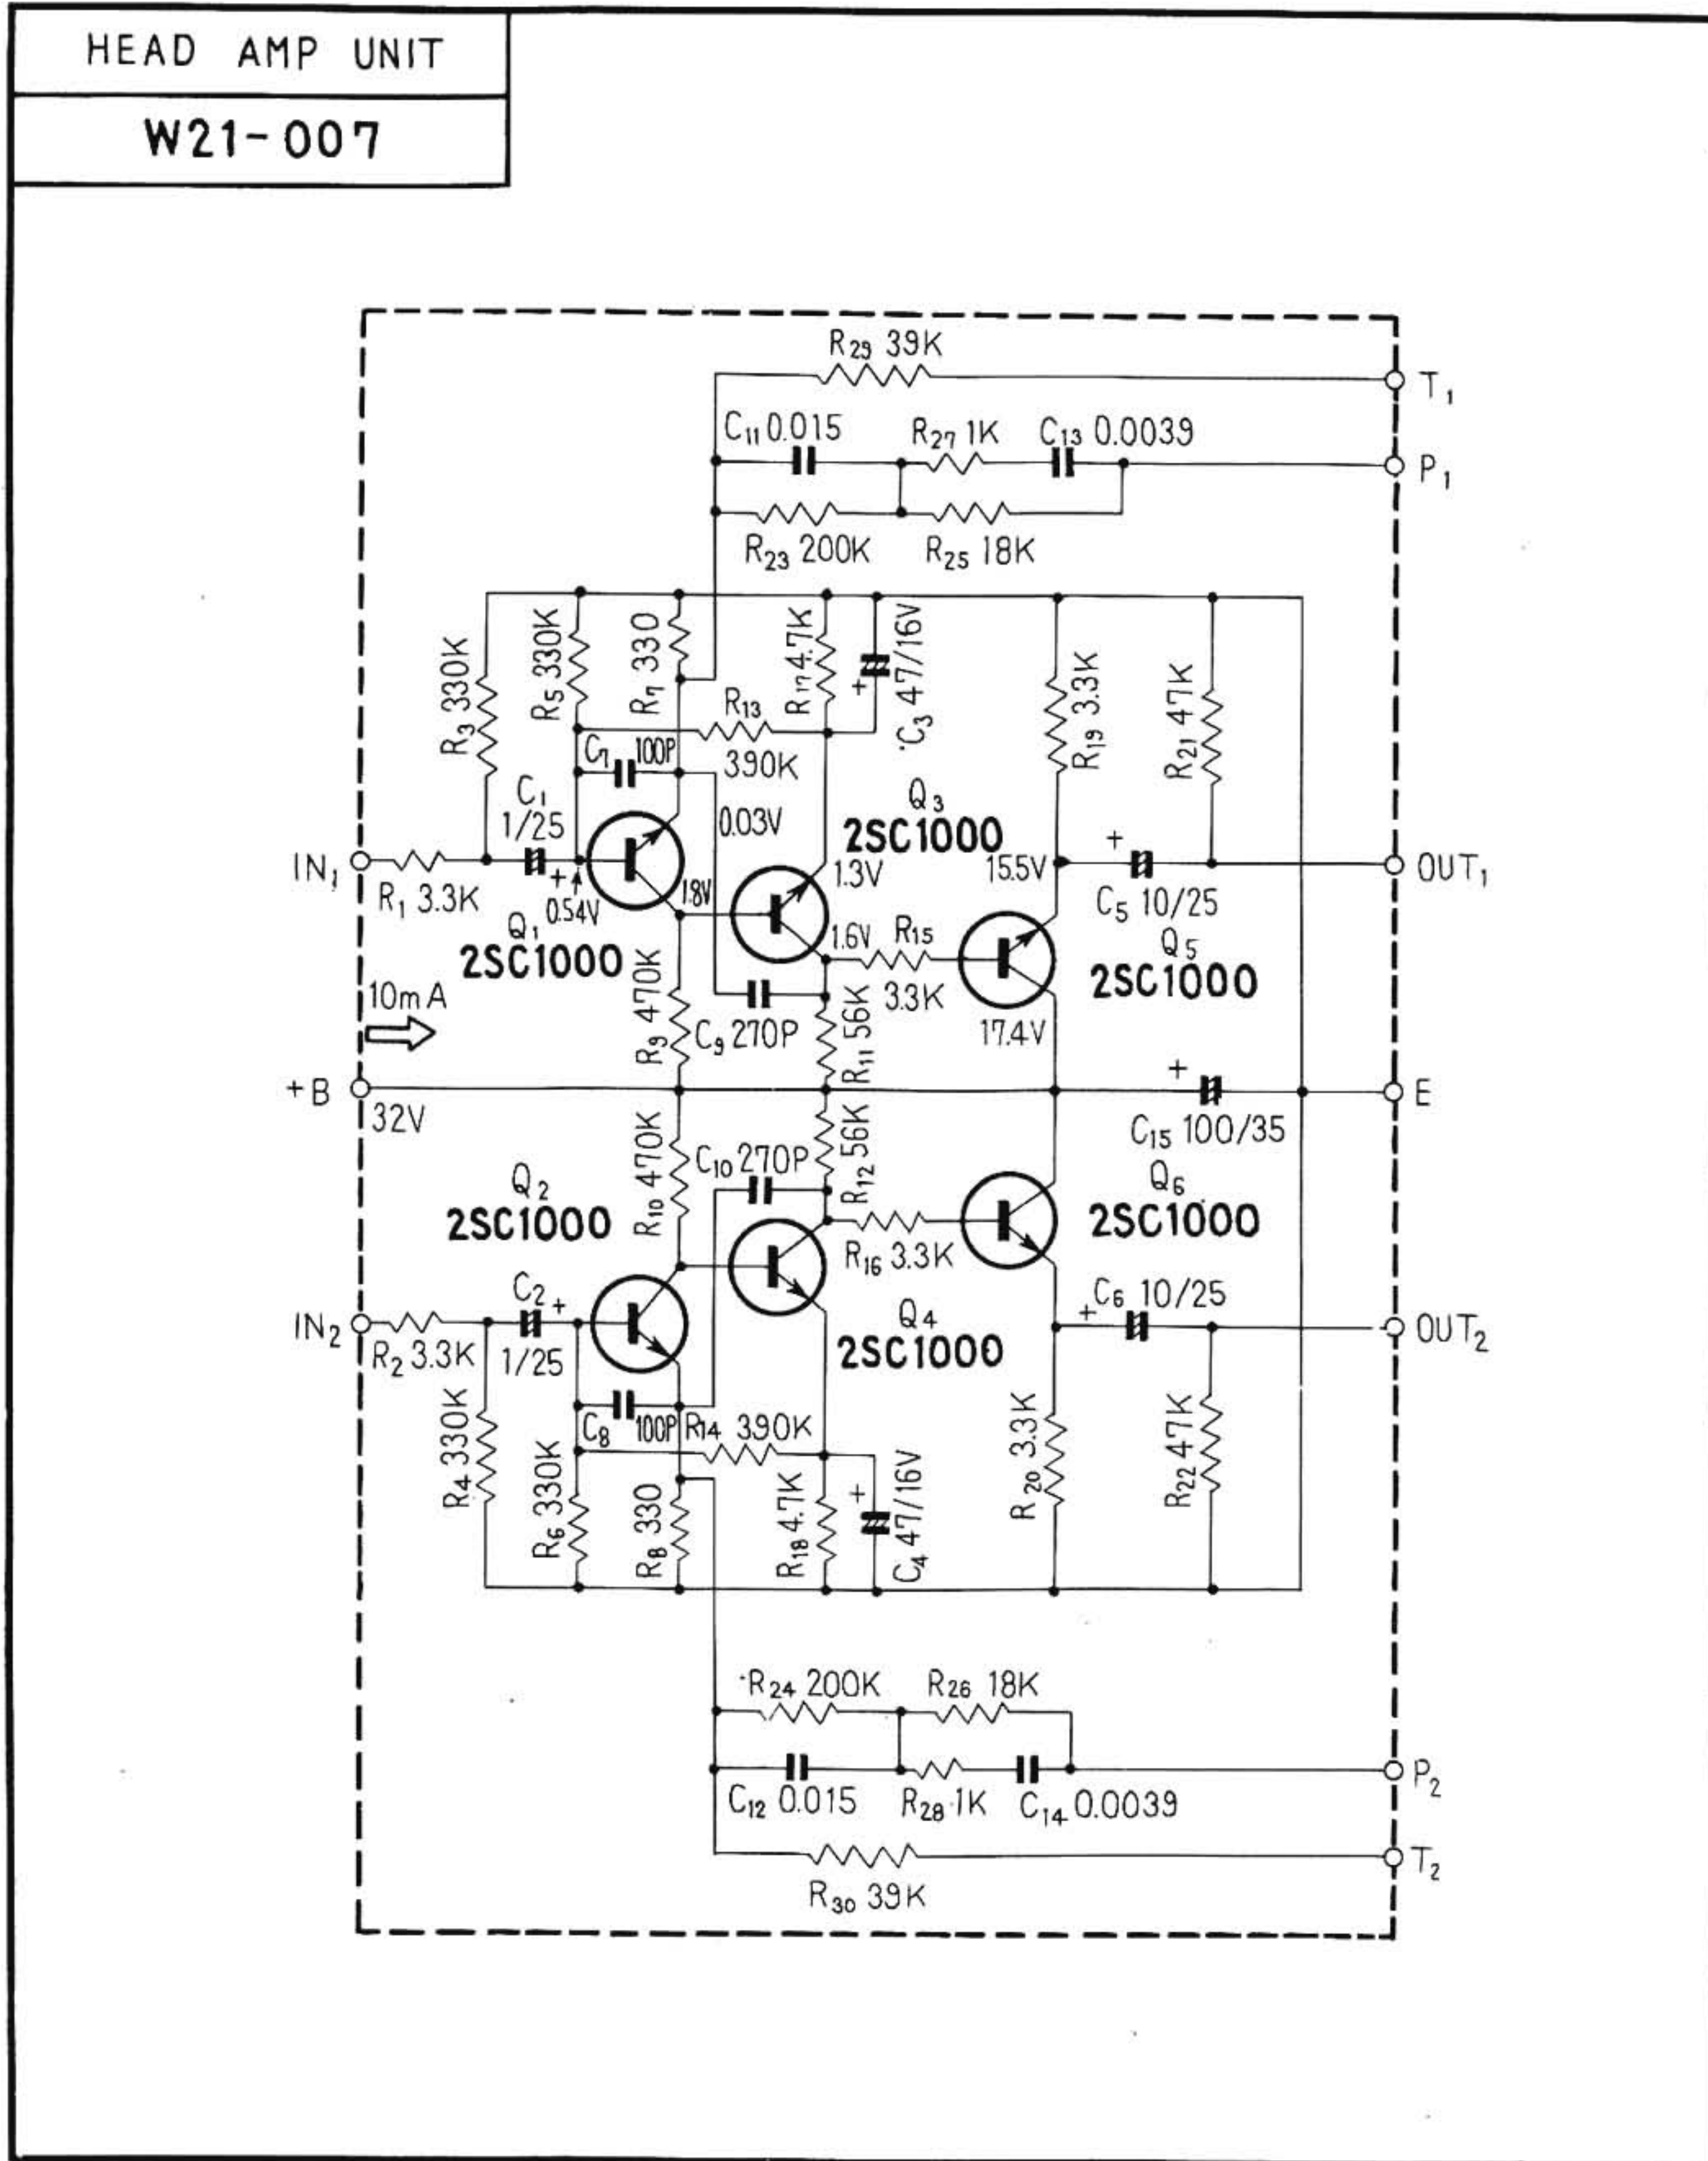 HEAD AMP UNIT
W21-007
R29 39K
T1
C11 0.015
R27 1K
C13 0.0039
P1
R23 200K
R25 18K
R3 330K
R5 330K
R7 330
R17 4.7K
C3 47/16V
R19 3.3K
R21 47K
R13
390K
C7 100P
C1
1/25
0.03V
Q3
2SC1000
IN1
R1 3.3K
+
0.54V
1.8V
1.3V
15.5V
+
OUT1
C5 10/25
Q1
2SC1000
1.6V
R15
3.3K
Q5
2SC1000
10mA
R9 470K
C9 270P
R11 56K
17.4V
+B
32V
+
E
C15 100/35
R10 470K
C10 270P
R12 56K
Q2
2SC1000
Q6
2SC1000
R16 3.3K
C2
+
1/25
IN2
R2 3.3K
Q4
2SC1000
+
C6 10/25
OUT2
C8 100P
R14 390K
R4 330K
R6 330K
R8 330
R18 4.7K
+
C4 47/16V
R20 3.3K
R22 47K
R24 200K
R26 18K
P2
C12 0.015
R28 1K
C14 0.0039
T2
R30 39K